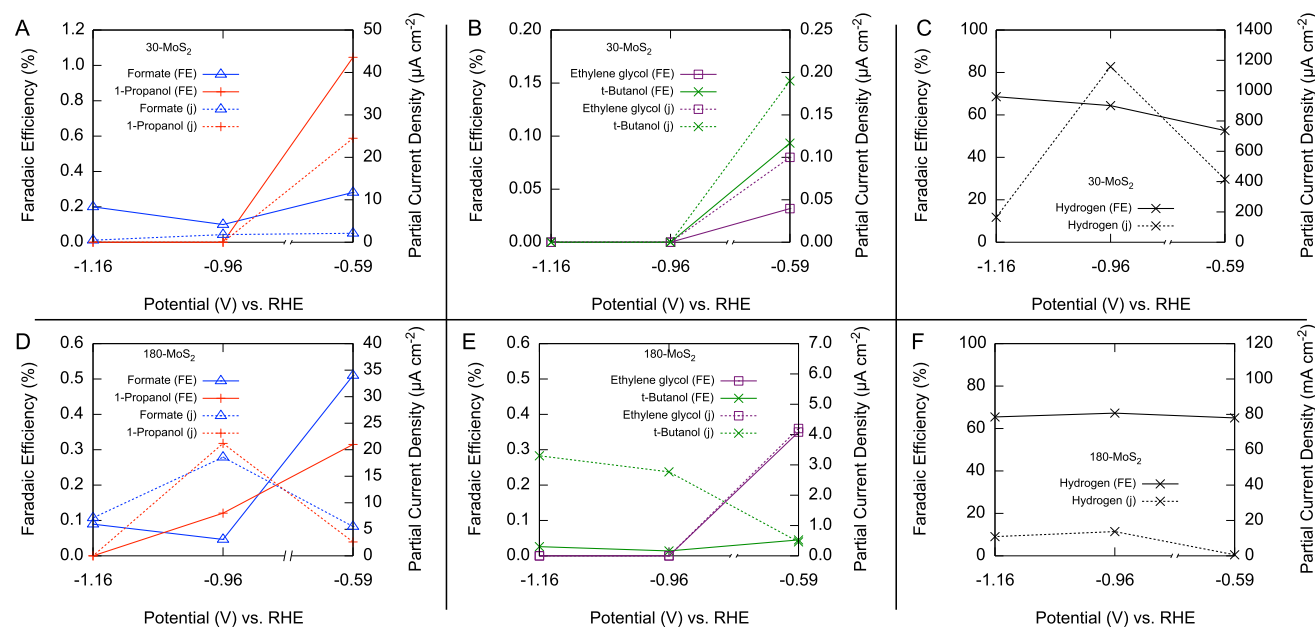 A
30-MoS2
Formate (FE)
1-Propanol (FE)
Formate (j)
1-Propanol (j)
Faradaic Efficiency (%)
1.2
1.0
0.8
0.6
0.4
0.2
0.0
50
40
30
20
10
0
Partial Current Density (µA cm-2)
-1.16 -0.96 -0.59
Potential (V) vs. RHE
B
30-MoS2
Ethylene glycol (FE)
t-Butanol (FE)
Ethylene glycol (j)
t-Butanol (j)
Faradaic Efficiency (%)
0.20
0.15
0.10
0.05
0.00
0.25
0.20
0.15
0.10
0.05
0.00
Partial Current Density (µA cm-2)
-1.16 -0.96 -0.59
Potential (V) vs. RHE
C
30-MoS2
Hydrogen (FE)
Hydrogen (j)
Faradaic Efficiency (%)
100
80
60
40
20
0
1400
1200
1000
800
600
400
200
0
Partial Current Density (µA cm-2)
-1.16 -0.96 -0.59
Potential (V) vs. RHE
D
180-MoS2
Formate (FE)
1-Propanol (FE)
Formate (j)
1-Propanol (j)
Faradaic Efficiency (%)
0.6
0.5
0.4
0.3
0.2
0.1
0.0
40
35
30
25
20
15
10
5
0
Partial Current Density (µA cm-2)
-1.16 -0.96 -0.59
Potential (V) vs. RHE
E
180-MoS2
Ethylene glycol (FE)
t-Butanol (FE)
Ethylene glycol (j)
t-Butanol (j)
Faradaic Efficiency (%)
0.6
0.5
0.4
0.3
0.2
0.1
0.0
7.0
6.0
5.0
4.0
3.0
2.0
1.0
0.0
Partial Current Density (µA cm-2)
-1.16 -0.96 -0.59
Potential (V) vs. RHE
F
180-MoS2
Hydrogen (FE)
Hydrogen (j)
Faradaic Efficiency (%)
100
80
60
40
20
0
120
100
80
60
40
20
0
Partial Current Density (mA cm-2)
-1.16 -0.96 -0.59
Potential (V) vs. RHE